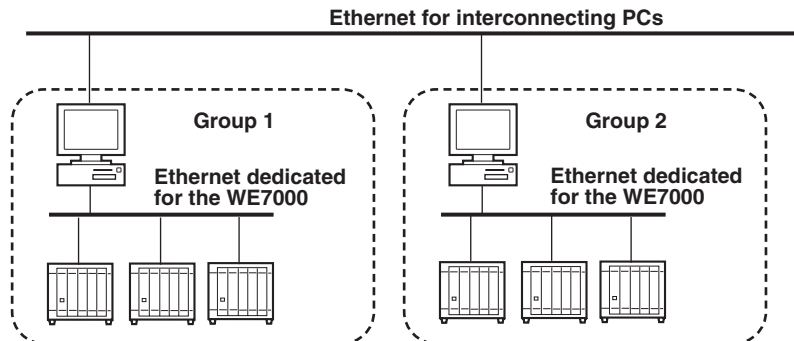 Ethernet for interconnecting PCs
Group 1
Ethernet dedicated
for the WE7000
Group 2
Ethernet dedicated
for the WE7000